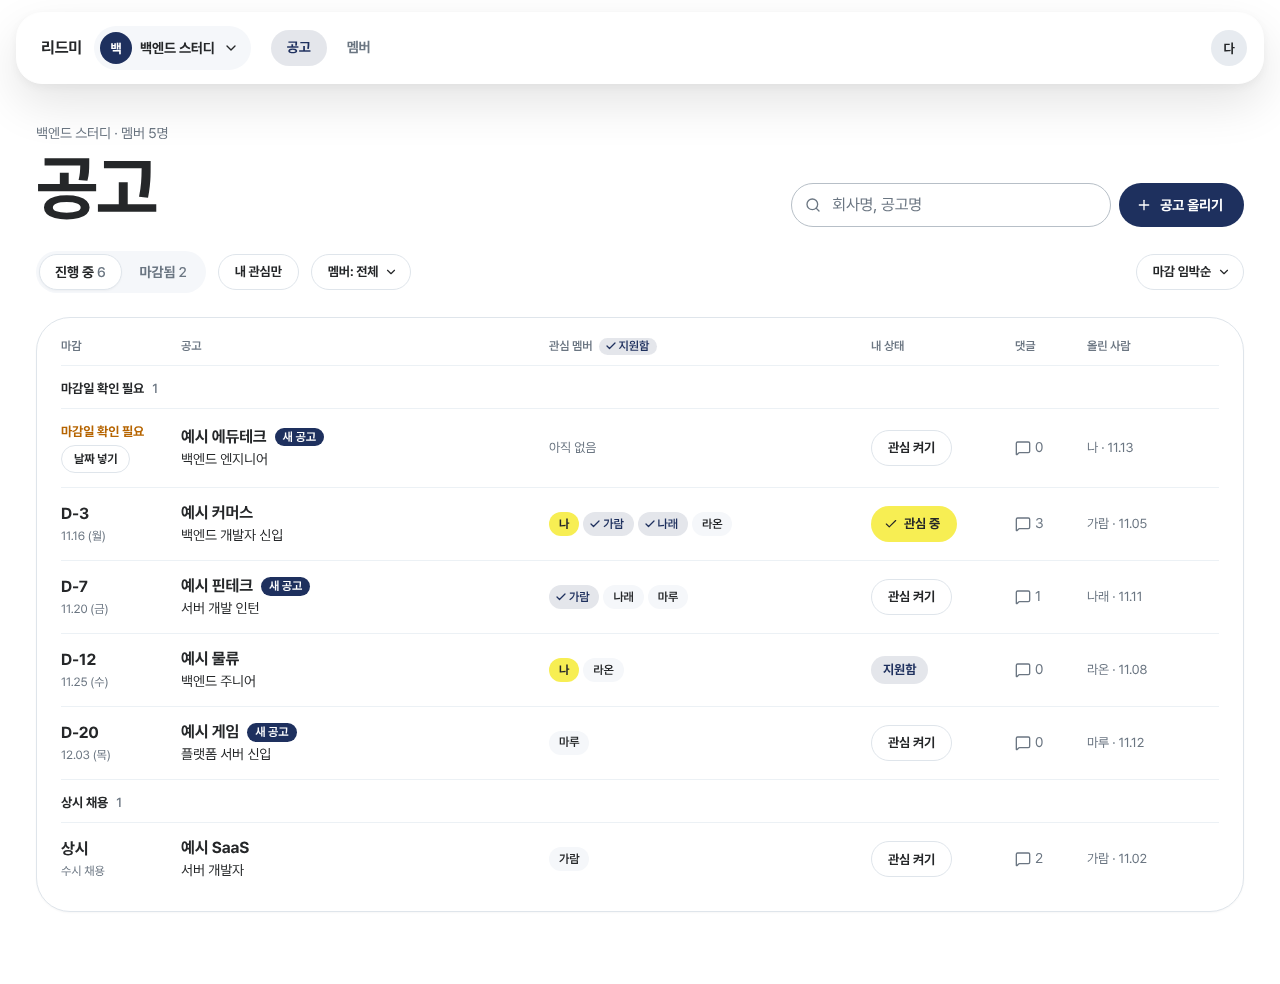 리드미 백 백엔드 스터디 공고 멤버 다
백엔드 스터디 · 멤버 5명
공고
회사명, 공고명 공고 올리기
진행 중 6 마감됨 2 내 관심만 멤버: 전체 마감 임박순
마감 공고 관심 멤버 지원함 내 상태 댓글 올린 사람
마감일 확인 필요 1
마감일 확인 필요 예시 에듀테크 새 공고
날짜 넣기 백엔드 엔지니어 아직 없음 관심 켜기 0 나 · 11.13
D-3 예시 커머스
11.16 (월) 백엔드 개발자 신입 나 가람 나래 라온 관심 중 3 가람 · 11.05
D-7 예시 핀테크 새 공고
11.20 (금) 서버 개발 인턴 가람 나래 마루 관심 켜기 1 나래 · 11.11
D-12 예시 물류
11.25 (수) 백엔드 주니어 나 라온 지원함 0 라온 · 11.08
D-20 예시 게임 새 공고
12.03 (목) 플랫폼 서버 신입 마루 관심 켜기 0 마루 · 11.12
상시 채용 1
상시 예시 SaaS
수시 채용 서버 개발자 가람 관심 켜기 2 가람 · 11.02